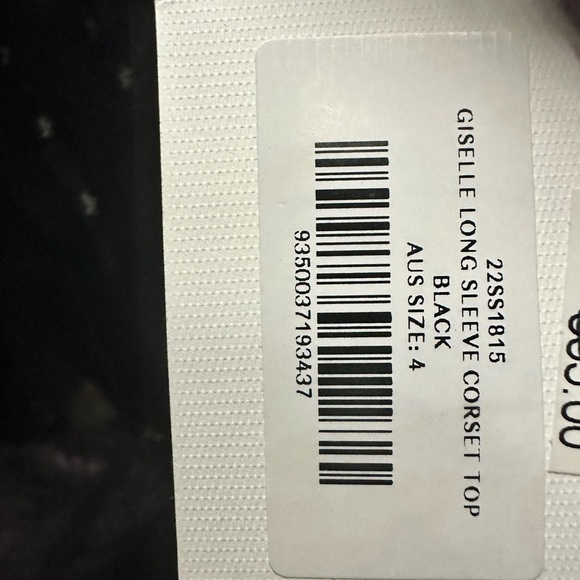 22SS1815
GISELLE LONG SLEEVE CORSET TOP
BLACK
AUS SIZE: 4
9350037193437